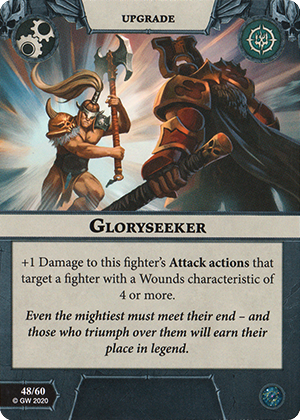 UPGRADE
GLORYSEEKER
+1 Damage to this fighter's Attack actions that
target a fighter with a Wounds characteristic of
4 or more.
Even the mightiest must meet their end – and
those who triumph over them will earn their
place in legend.
48/60
© GW 2020